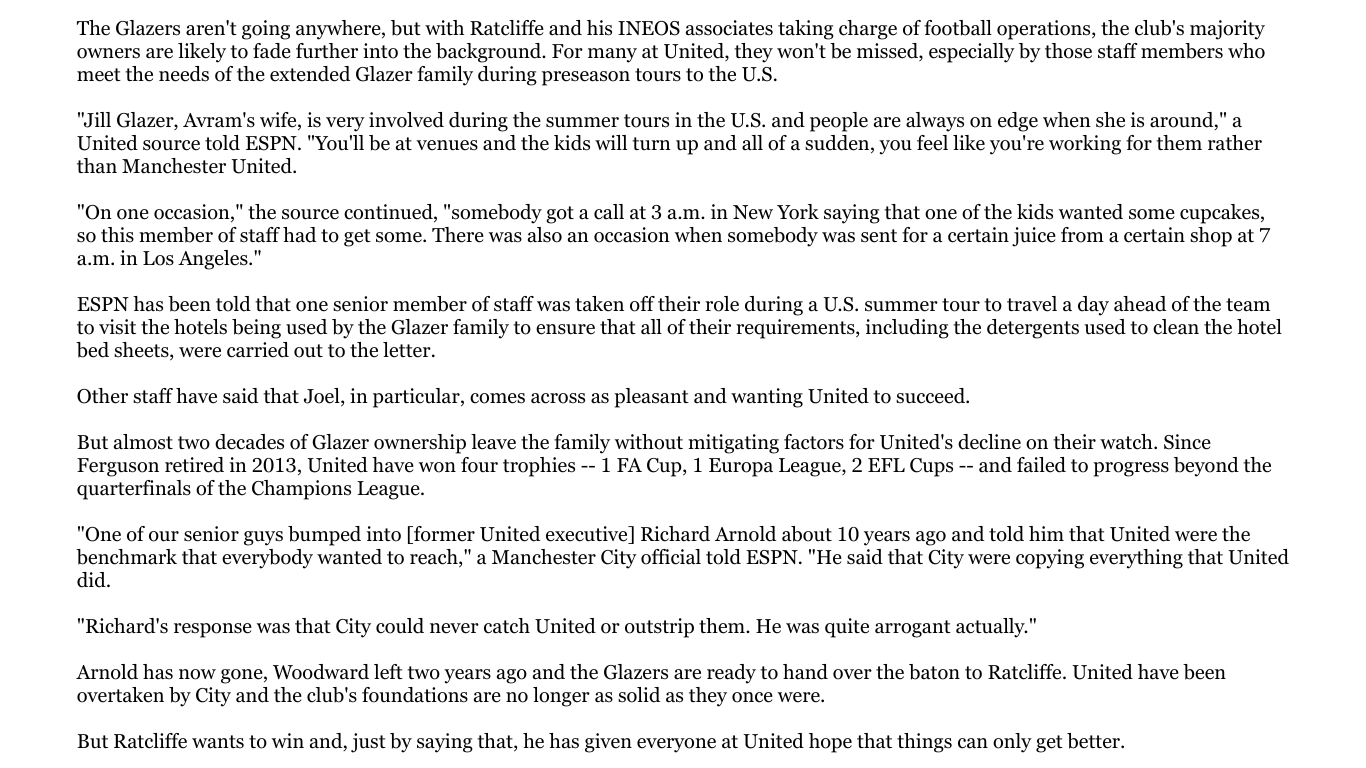 The Glazers aren't going anywhere, but with Ratcliffe and his INEOS associates taking charge of football operations, the club's majority
owners are likely to fade further into the background. For many at United, they won't be missed, especially by those staff members who
meet the needs of the extended Glazer family during preseason tours to the U.S.
"Jill Glazer, Avram's wife, is very involved during the summer tours in the U.S. and people are always on edge when she is around," a
United source told ESPN. "You'll be at venues and the kids will turn up and all of a sudden, you feel like you're working for them rather
than Manchester United.
"On one occasion," the source continued, "somebody got a call at 3 a.m. in New York saying that one of the kids wanted some cupcakes,
so this member of staff had to get some. There was also an occasion when somebody was sent for a certain juice from a certain shop at 7
a.m. in Los Angeles."
ESPN has been told that one senior member of staff was taken off their role during a U.S. summer tour to travel a day ahead of the team
to visit the hotels being used by the Glazer family to ensure that all of their requirements, including the detergents used to clean the hotel
bed sheets, were carried out to the letter.
Other staff have said that Joel, in particular, comes across as pleasant and wanting United to succeed.
But almost two decades of Glazer ownership leave the family without mitigating factors for United's decline on their watch. Since
Ferguson retired in 2013, United have won four trophies -- 1 FA Cup, 1 Europa League, 2 EFL Cups -- and failed to progress beyond the
quarterfinals of the Champions League.
"One of our senior guys bumped into [former United executive] Richard Arnold about 10 years ago and told him that United were the
benchmark that everybody wanted to reach," a Manchester City official told ESPN. "He said that City were copying everything that United
did.
"Richard's response was that City could never catch United or outstrip them. He was quite arrogant actually."
Arnold has now gone, Woodward left two years ago and the Glazers are ready to hand over the baton to Ratcliffe. United have been
overtaken by City and the club's foundations are no longer as solid as they once were.
But Ratcliffe wants to win and, just by saying that, he has given everyone at United hope that things can only get better.